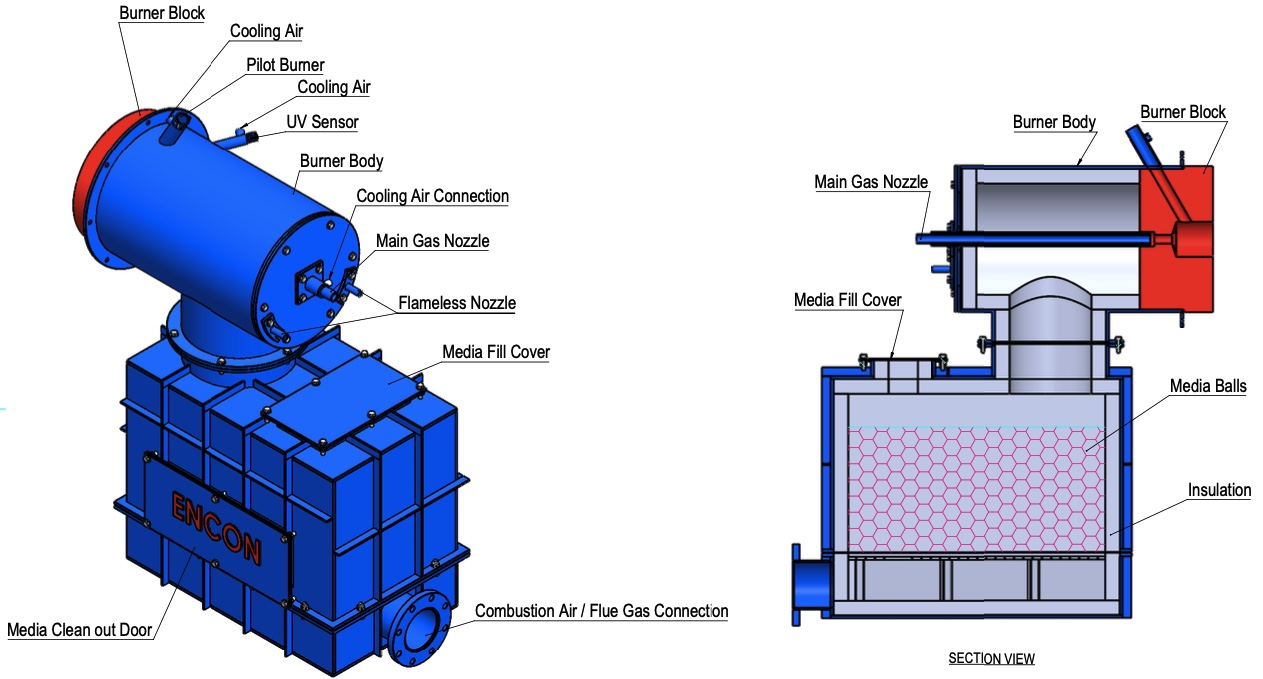 Burner Block
Cooling Air
Pilot Burner
Cooling Air
UV Sensor
Burner Body
Cooling Air Connection
Main Gas Nozzle
Flameless Nozzle
Media Fill Cover
ENCON
Media Clean out Door
Combustion Air / Flue Gas Connection
Burner Block
Burner Body
Main Gas Nozzle
Media Fill Cover
Media Balls
Insulation
SECTION VIEW